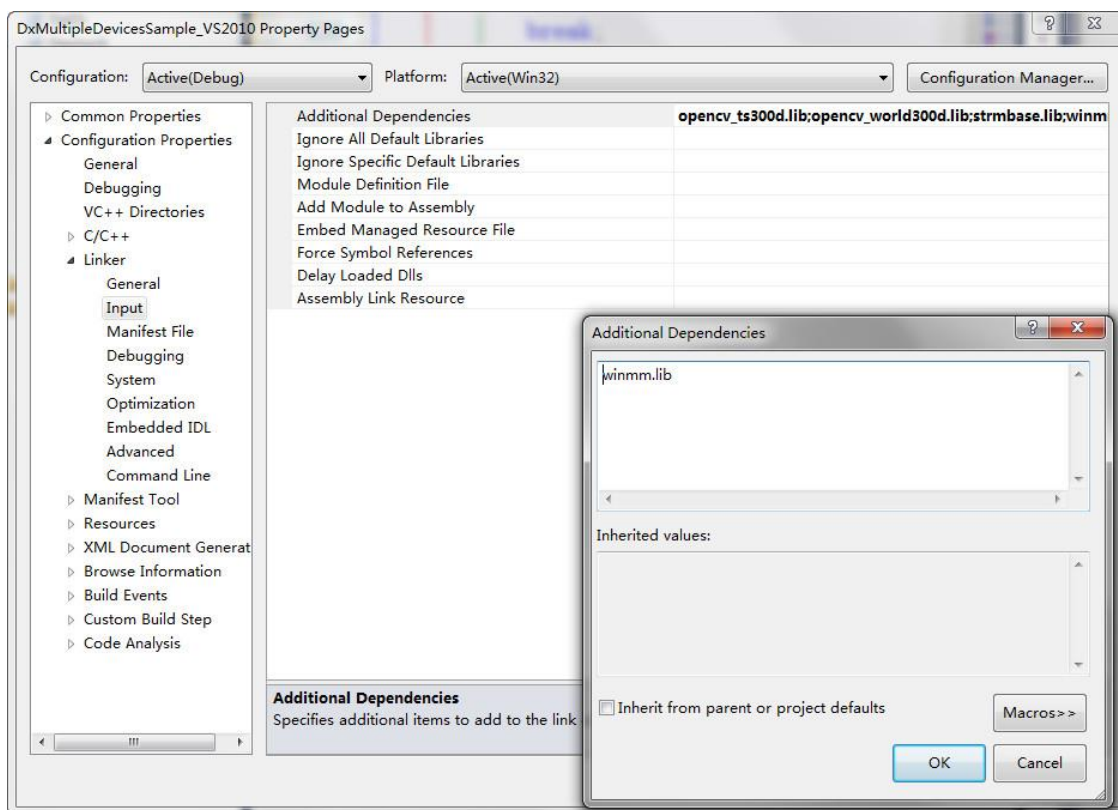 DxMultipleDevicesSample_VS2010 Property Pages
break;
Configuration: Active(Debug) Platform: Active(Win32) Configuration Manager...
Common Properties
Configuration Properties
General
Debugging
VC++ Directories
C/C++
Linker
General
Input
Manifest File
Debugging
System
Optimization
Embedded IDL
Advanced
Command Line
Manifest Tool
Resources
XML Document Generat
Browse Information
Build Events
Custom Build Step
Code Analysis
Additional Dependencies opencv_ts300d.lib;opencv_world300d.lib;strmbase.lib;winm
Ignore All Default Libraries
Ignore Specific Default Libraries
Module Definition File
Add Module to Assembly
Embed Managed Resource File
Force Symbol References
Delay Loaded Dlls
Assembly Link Resource
Additional Dependencies
Specifies additional items to add to the link
Additional Dependencies
winmm.lib
Inherited values:
Inherit from parent or project defaults
Macros>>
OK Cancel